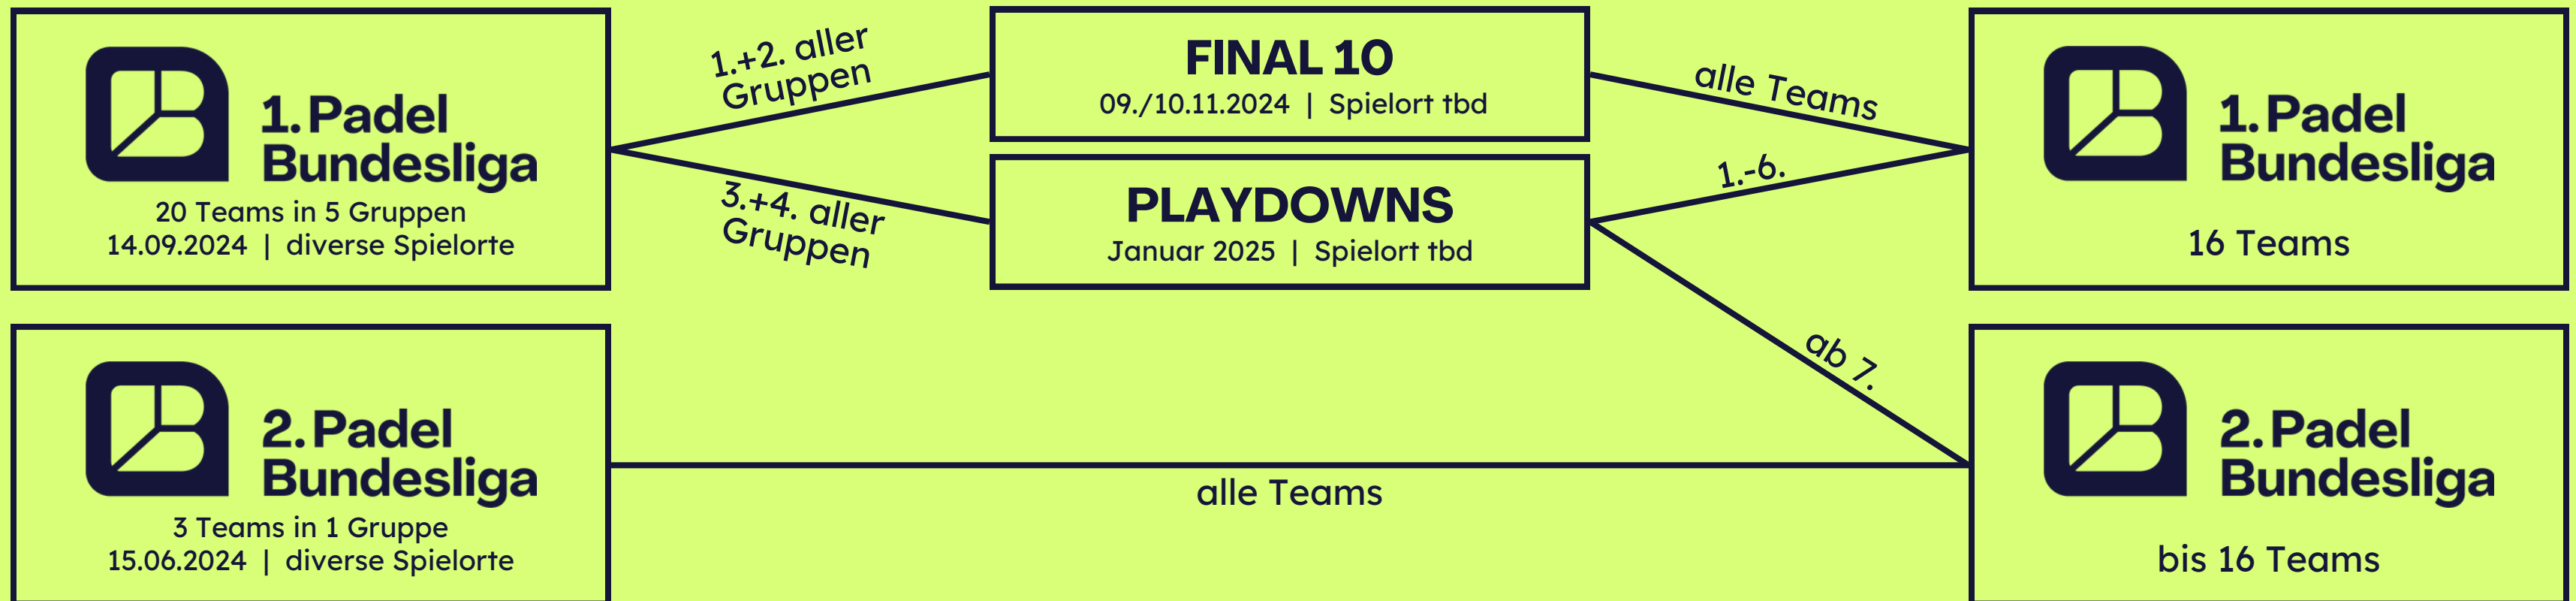 1. Padel
Bundesliga
20 Teams in 5 Gruppen
14.09.2024 | diverse Spielorte
1.+2. aller
Gruppen
3.+4. aller
Gruppen
FINAL 10
09./10.11.2024 | Spielort tbd
PLAYDOWNS
Januar 2025 | Spielort tbd
alle Teams
1.-6.
ab 7.
1. Padel
Bundesliga
16 Teams
2. Padel
Bundesliga
3 Teams in 1 Gruppe
15.06.2024 | diverse Spielorte
alle Teams
2. Padel
Bundesliga
bis 16 Teams